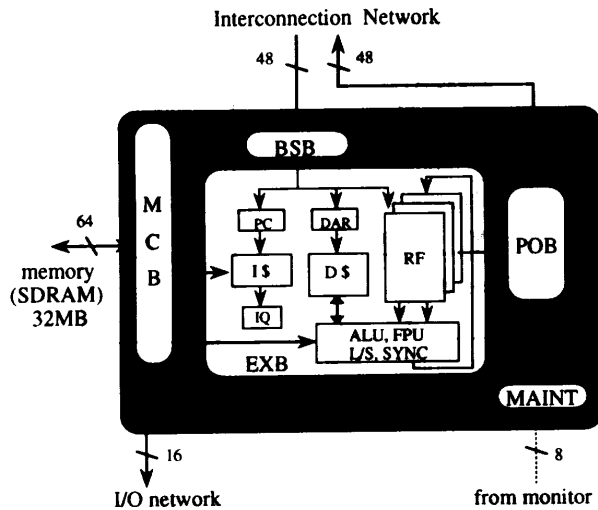 Interconnection Network
48
48
BSB
M
C
B
64
memory
(SDRAM)
32MB
PC
DAR
RF
POB
I $
D $
IQ
ALU, FPU
L/S, SYNC
EXB
MAINT
16
8
I/O network
from monitor